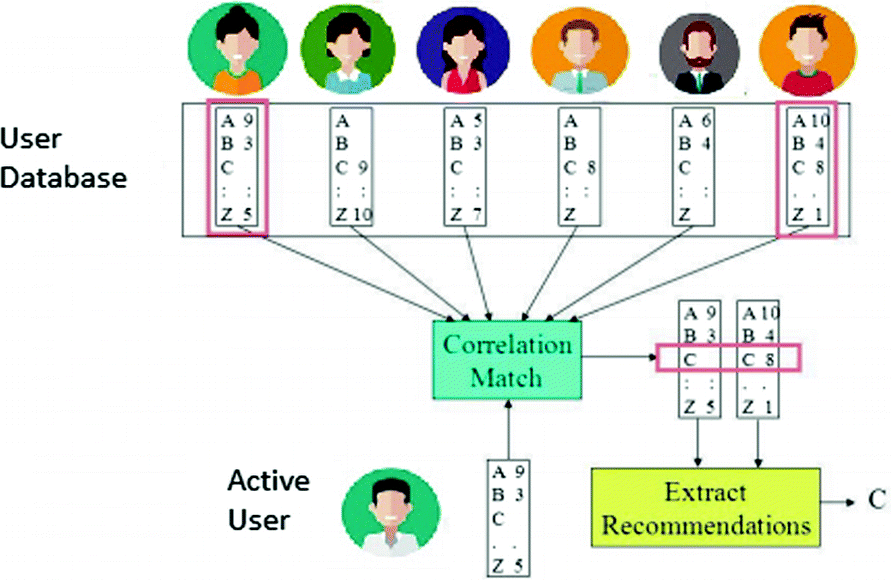 User
Database
A 9
B 3
C
: :
Z 5
A
B
C 9
: :
Z 10
A 5
B 3
C
: :
Z 7
A
B
C 8
: :
Z
A 6
B 4
C
: :
Z
A 10
B 4
C 8
. .
Z 1
Correlation
Match
A 9
B 3
C
: :
Z 5
A 10
B 4
C 8
. .
Z 1
Active
User
A 9
B 3
C
. .
Z 5
Extract
Recommendations
C